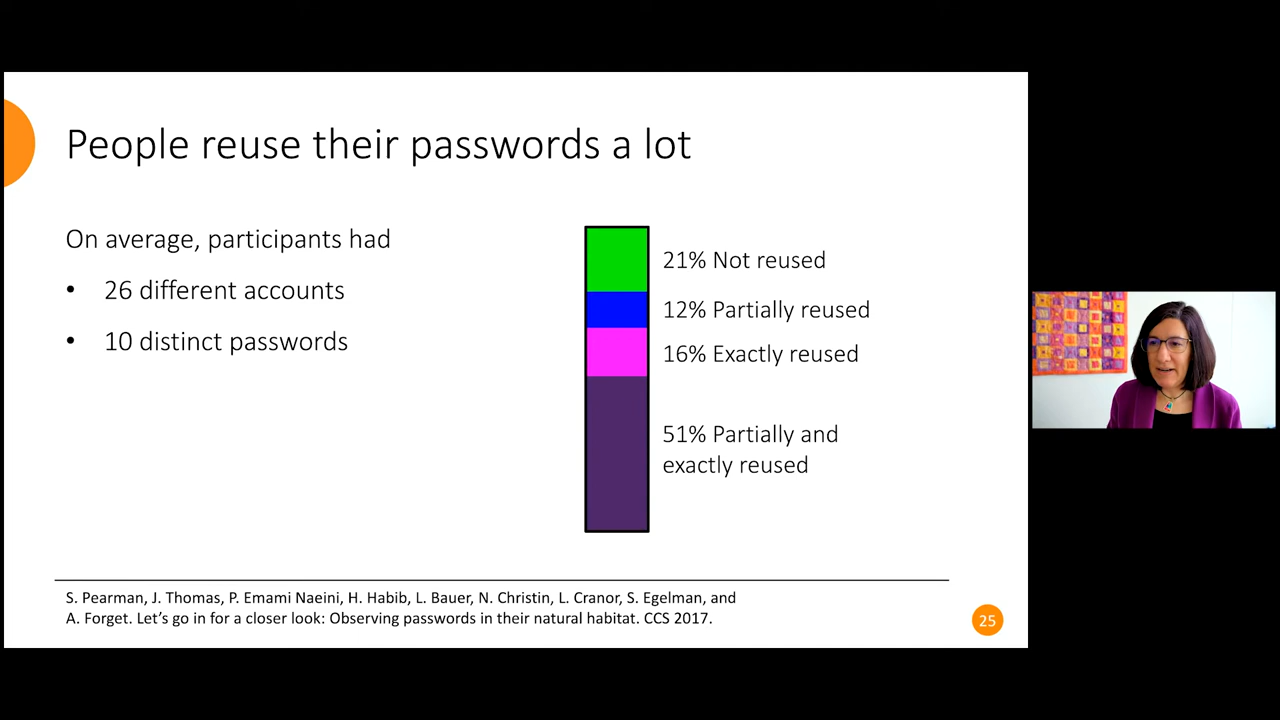 People reuse their passwords a lot
On average, participants had
• 26 different accounts
• 10 distinct passwords
21% Not reused
12% Partially reused
16% Exactly reused
51% Partially and
exactly reused
S. Pearman, J. Thomas, P. Emami Naeini, H. Habib, L. Bauer, N. Christin, L. Cranor, S. Egelman, and
A. Forget. Let’s go in for a closer look: Observing passwords in their natural habitat. CCS 2017.
25